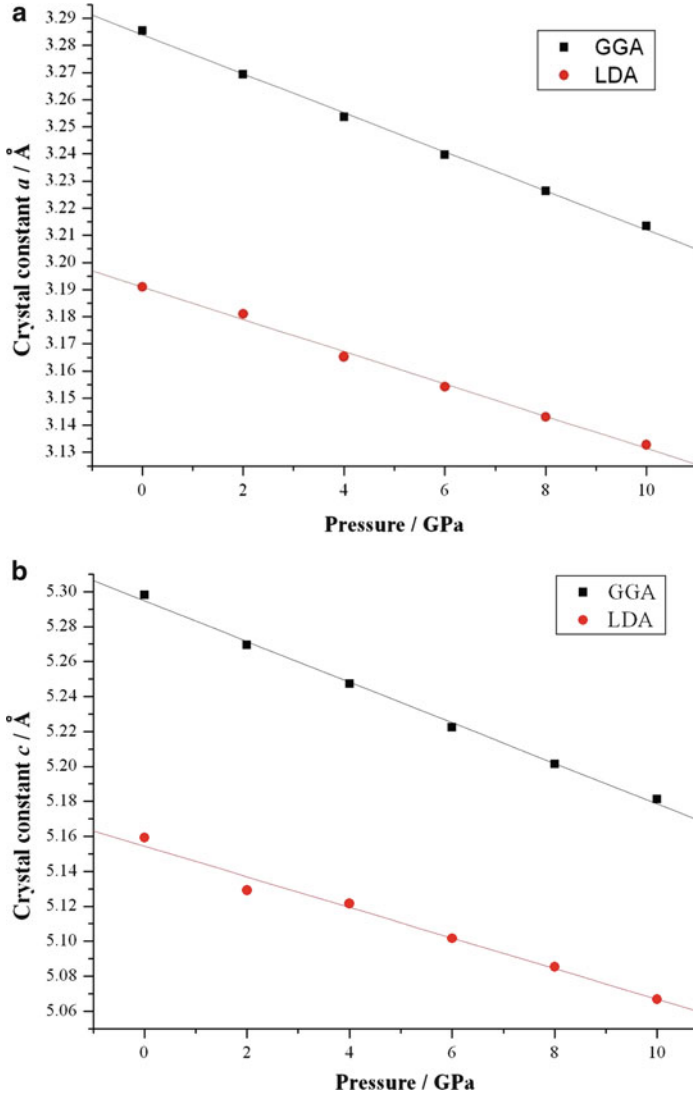 a
3.29
3.28
3.27
3.26
3.25
3.24
3.23
3.22
3.21
3.20
3.19
3.18
3.17
3.16
3.15
3.14
3.13
Crystal constant a / Å
GGA
LDA
0 2 4 6 8 10
Pressure / GPa
b
5.30
5.28
5.26
5.24
5.22
5.20
5.18
5.16
5.14
5.12
5.10
5.08
5.06
Crystal constant c / Å
GGA
LDA
0 2 4 6 8 10
Pressure / GPa